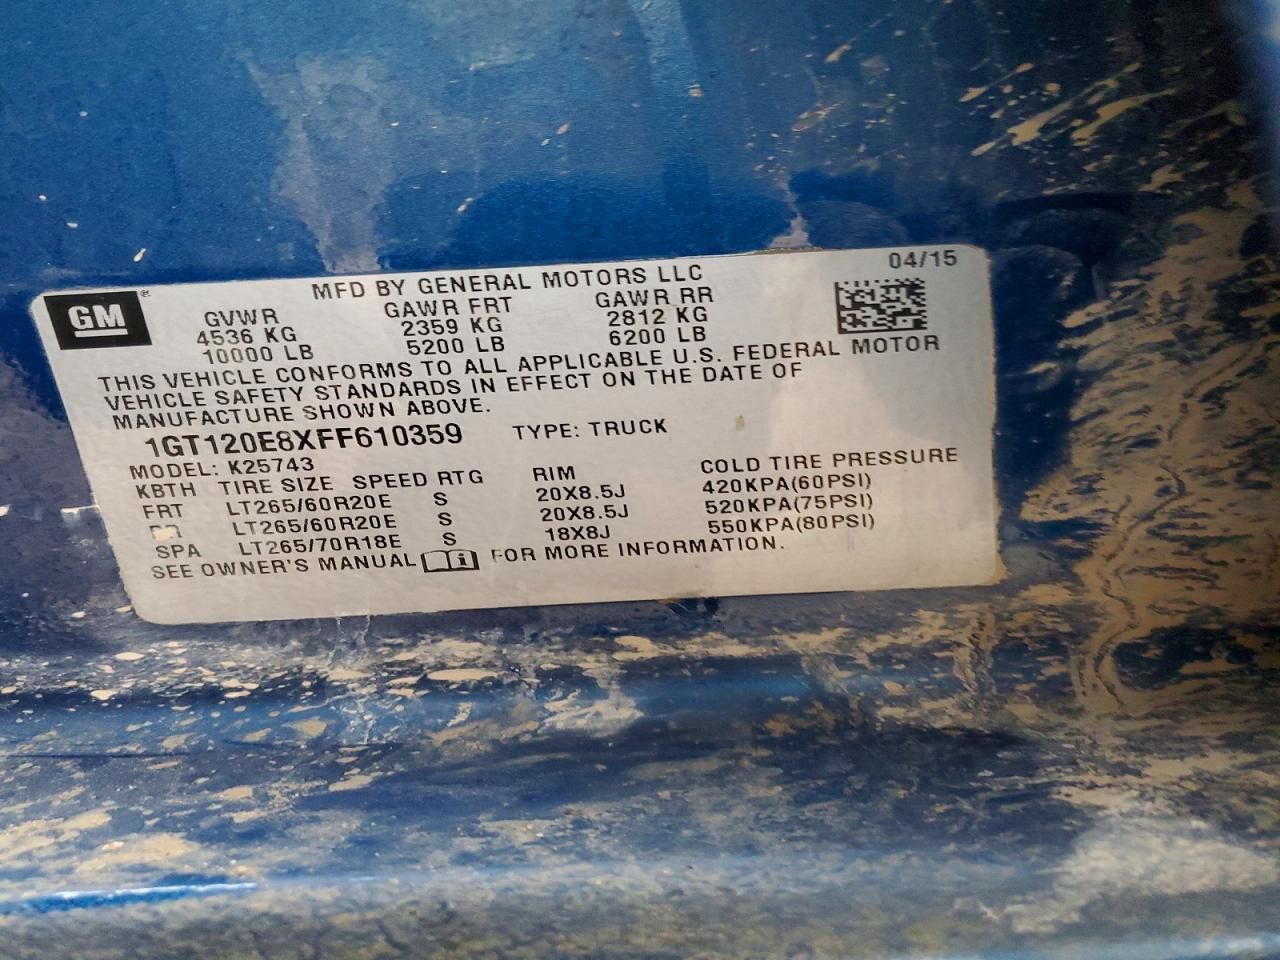 GM
MFD BY GENERAL MOTORS LLC 04/15
GVWR GAWR FRT GAWR RR
4536 KG 2359 KG 2812 KG
10000 LB 5200 LB 6200 LB
THIS VEHICLE CONFORMS TO ALL APPLICABLE U.S. FEDERAL MOTOR
VEHICLE SAFETY STANDARDS IN EFFECT ON THE DATE OF
MANUFACTURE SHOWN ABOVE.
1GT120E8XFF610359 TYPE: TRUCK
MODEL: K25743
KBTH TIRE SIZE SPEED RTG RIM COLD TIRE PRESSURE
FRT LT265/60R20E S 20X8.5J 420KPA(60PSI)
LT265/60R20E S 20X8.5J 520KPA(75PSI)
SPA LT265/70R18E S 18X8J 550KPA(80PSI)
SEE OWNER'S MANUAL FOR MORE INFORMATION.